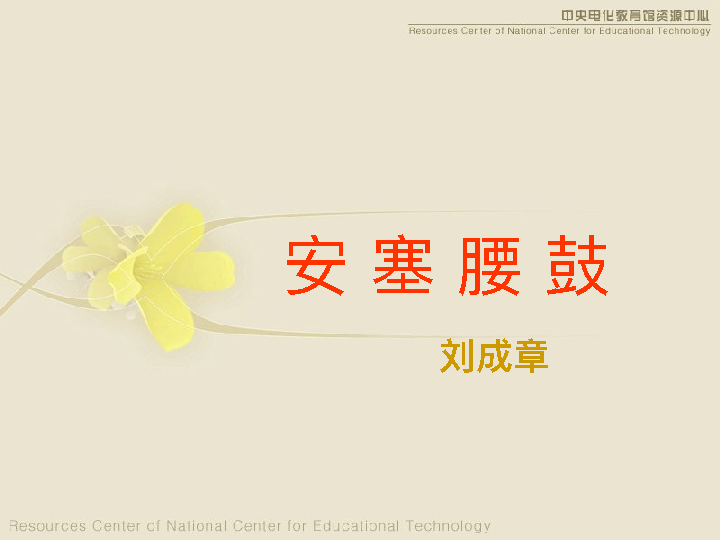 中央电化教育馆资源中心
Resources Center of National Center for Educational Technology
安塞腰鼓
刘成章
Resources Center of National Center for Educational Technology